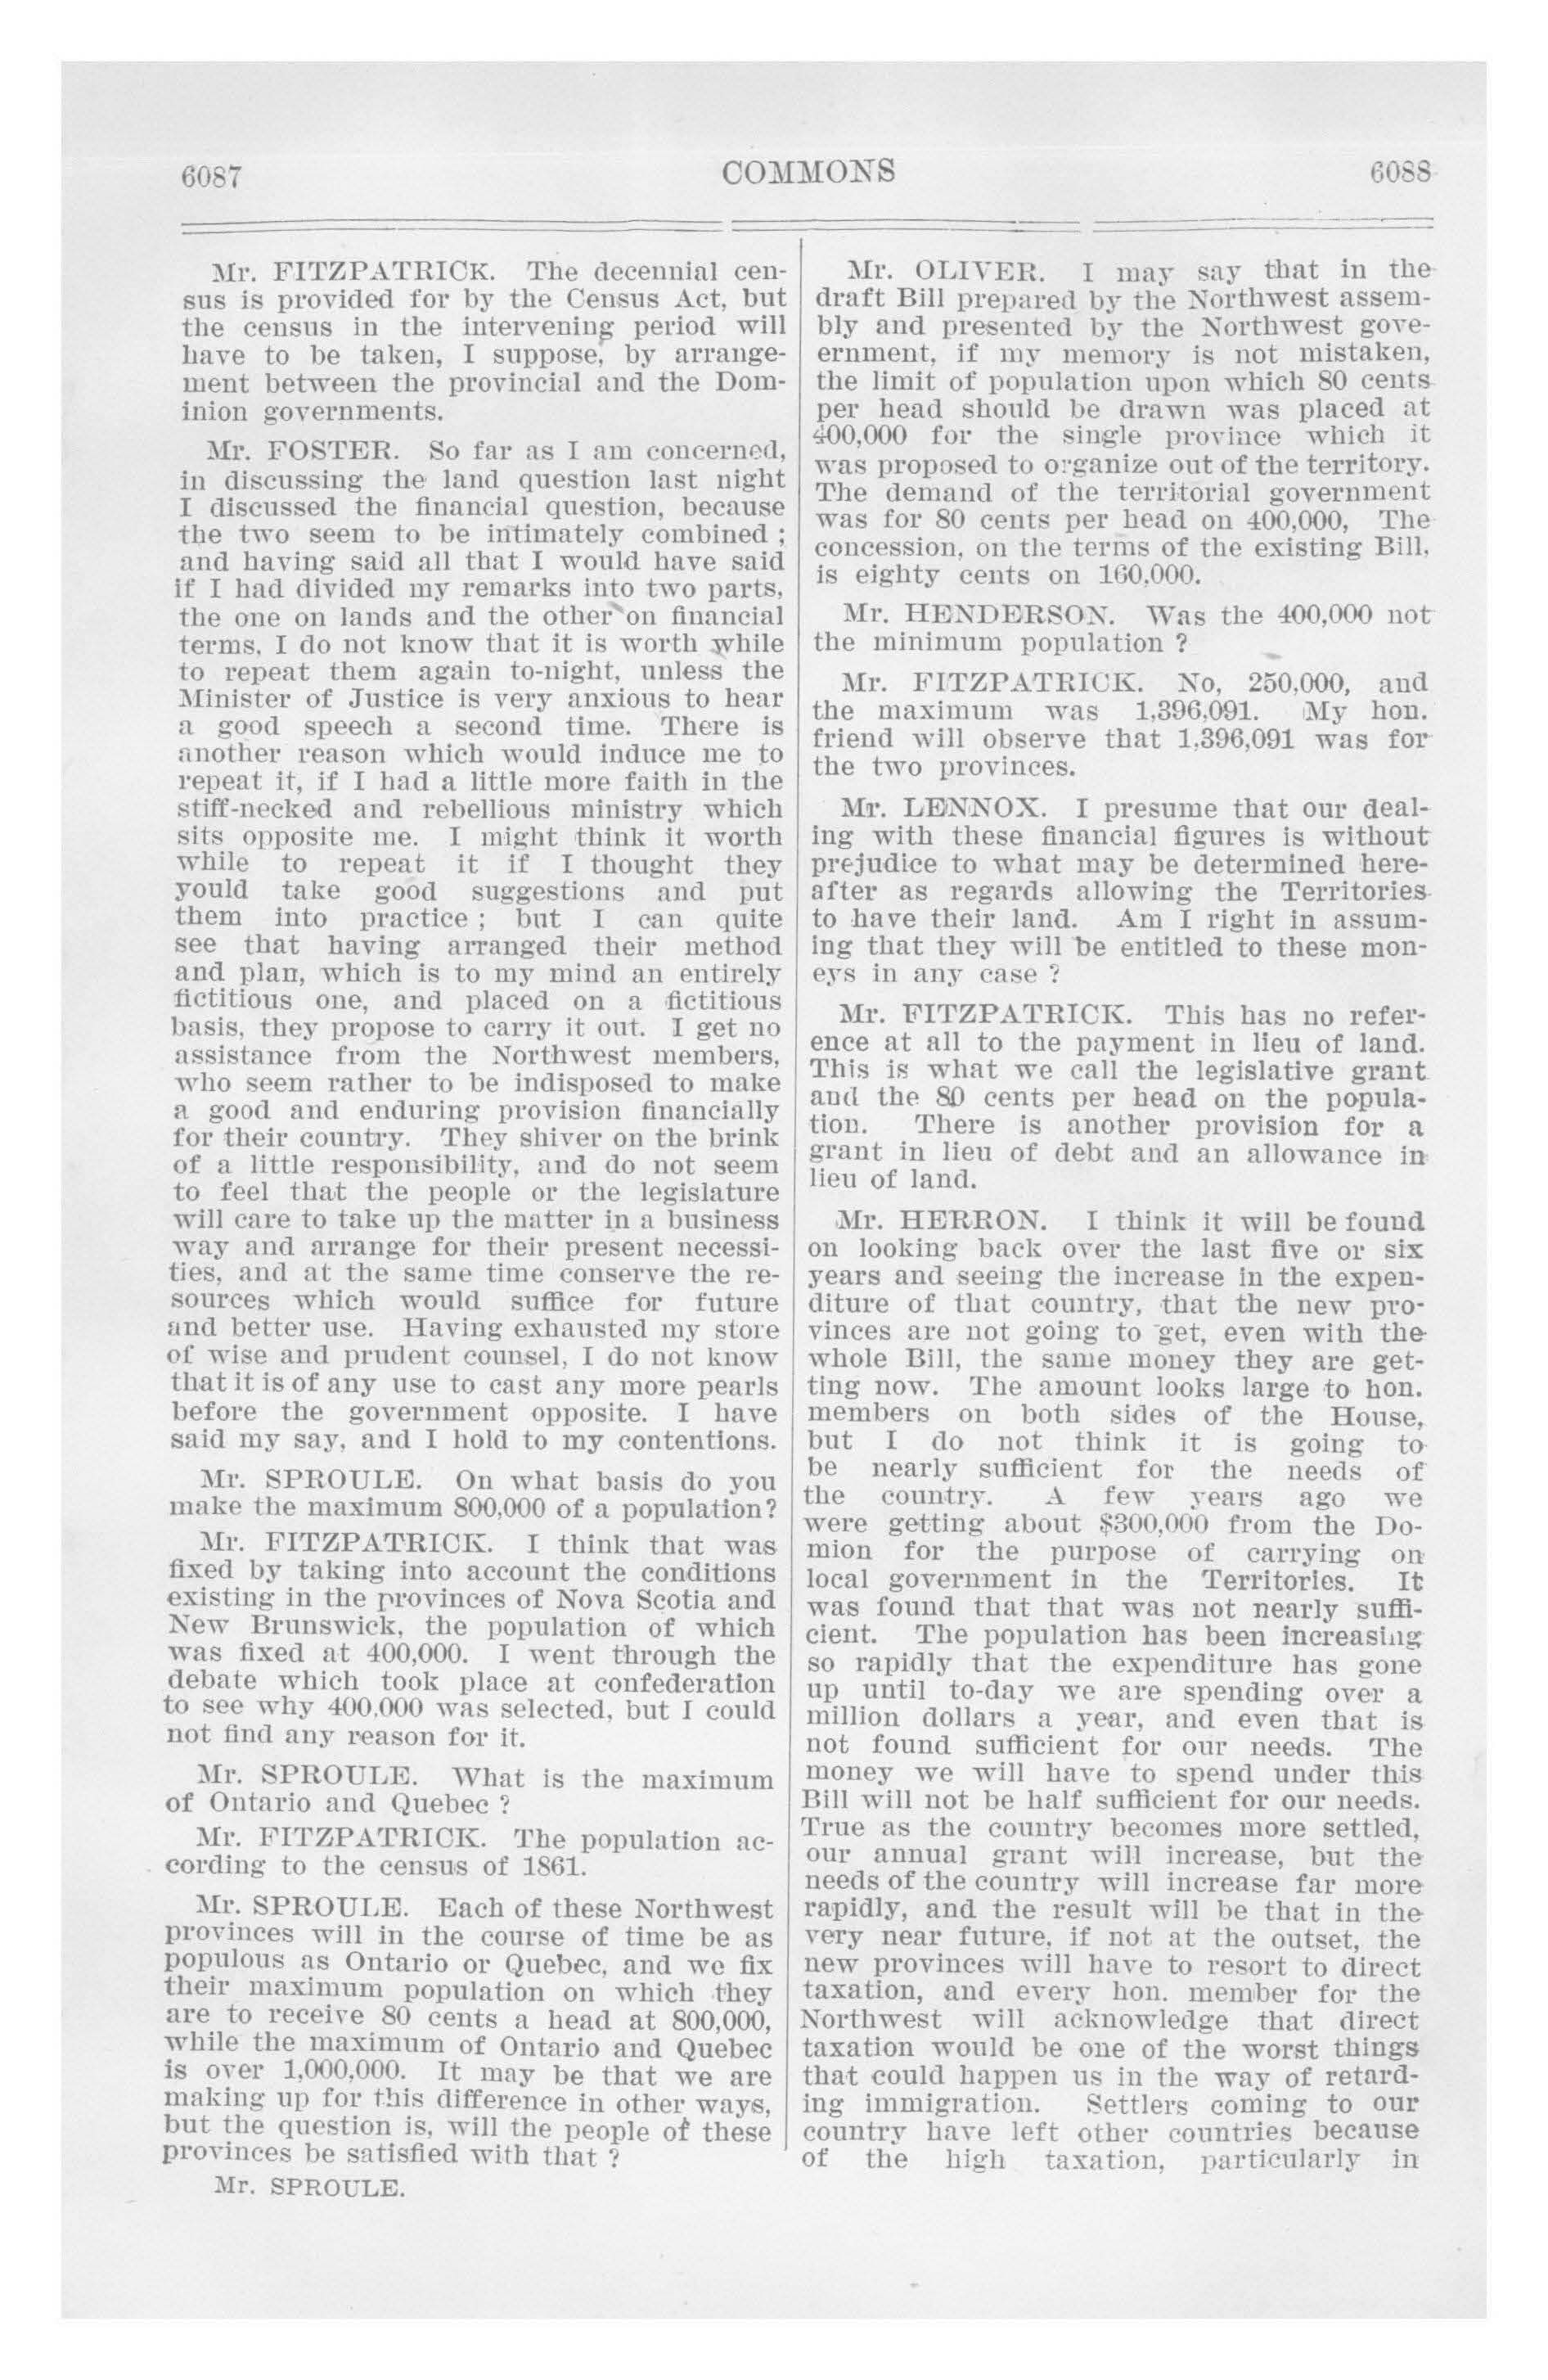 6087
COMMONS
6088
Mr. FITZPATRICK. The decennial cen-
sus is provided for by the Census Act, but
the census in the intervening period will
have to be taken, I suppose, by arrange-
ment between the provincial and the Dom-
inion governments.
Mr. FOSTER. So far as I am concerned,
in discussing the land question last night
I discussed the financial question, because
the two seem to be intimately combined ;
and having said all that I would have said
if I had divided my remarks into two parts,
the one on lands and the other on financial
terms, I do not know that it is worth while
to repeat them again to-night, unless the
Minister of Justice is very anxious to hear
a good speech a second time. There is
another reason which would induce me to
repeat it, if I had a little more faith in the
stiff-necked and rebellious ministry which
sits opposite me. I might think it worth
while to repeat it if I thought they
yould take good suggestions and put
them into practice ; but I can quite
see that having arranged their method
and plan, which is to my mind an entirely
fictitious one, and placed on a fictitious
basis, they propose to carry it out. I get no
assistance from the Northwest members,
who seem rather to be indisposed to make
a good and enduring provision financially
for their country. They shiver on the brink
of a little responsibility, and do not seem
to feel that the people or the legislature
will care to take up the matter in a business
way and arrange for their present necessi-
ties, and at the same time conserve the re-
sources which would suffice for future
and better use. Having exhausted my store
of wise and prudent counsel, I do not know
that it is of any use to cast any more pearls
before the government opposite. I have
said my say, and I hold to my contentions.
Mr. SPROULE. On what basis do you
make the maximum 800,000 of a population?
Mr. FITZPATRICK. I think that was
fixed by taking into account the conditions
existing in the provinces of Nova Scotia and
New Brunswick, the population of which
was fixed at 400,000. I went through the
debate which took place at confederation
to see why 400,000 was selected, but I could
not find any reason for it.
Mr. SPROULE. What is the maximum
of Ontario and Quebec ?
Mr. FITZPATRICK. The population ac-
cording to the census of 1861.
Mr. SPROULE. Each of these Northwest
provinces will in the course of time be as
populous as Ontario or Quebec, and we fix
their maximum population on which they
are to receive 80 cents a head at 800,000,
while the maximum of Ontario and Quebec
is over 1,000,000. It may be that we are
making up for this difference in other ways,
but the question is, will the people of these
provinces be satisfied with that ?
Mr. SPROULE.
Mr. OLIVER. I may say that in the
draft Bill prepared by the Northwest assem-
bly and presented by the Northwest gove-
ernment, if my memory is not mistaken,
the limit of population upon which 80 cents
per head should be drawn was placed at
400,000 for the single province which it
was proposed to organize out of the territory.
The demand of the territorial government
was for 80 cents per head on 400,000, The
concession, on the terms of the existing Bill,
is eighty cents on 160,000.
Mr. HENDERSON. Was the 400,000 not
the minimum population ?
Mr. FITZPATRICK. No, 250,000, and
the maximum was 1,396,091. My hon.
friend will observe that 1,396,091 was for
the two provinces.
Mr. LENNOX. I presume that our deal-
ing with these financial figures is without
prejudice to what may be determined here-
after as regards allowing the Territories
to have their land. Am I right in assum-
ing that they will be entitled to these mon-
eys in any case ?
Mr. FITZPATRICK. This has no refer-
ence at all to the payment in lieu of land.
This is what we call the legislative grant
and the 80 cents per head on the popula-
tion. There is another provision for a
grant in lieu of debt and an allowance in
lieu of land.
Mr. HERRON. I think it will be found
on looking back over the last five or six
years and seeing the increase in the expen-
diture of that country, that the new pro-
vinces are not going to get, even with the
whole Bill, the same money they are get-
ting now. The amount looks large to hon.
members on both sides of the House,
but I do not think it is going to
be nearly sufficient for the needs of
the country. A few years ago we
were getting about $300,000 from the Do-
mion for the purpose of carrying on
local government in the Territories. It
was found that that was not nearly suffi-
cient. The population has been increasing
so rapidly that the expenditure has gone
up until to-day we are spending over a
million dollars a year, and even that is
not found sufficient for our needs. The
money we will have to spend under this
Bill will not be half sufficient for our needs.
True as the country becomes more settled,
our annual grant will increase, but the
needs of the country will increase far more
rapidly, and the result will be that in the
very near future, if not at the outset, the
new provinces will have to resort to direct
taxation, and every hon. member for the
Northwest will acknowledge that direct
taxation would be one of the worst things
that could happen us in the way of retard-
ing immigration. Settlers coming to our
country have left other countries because
of the high taxation, particularly in